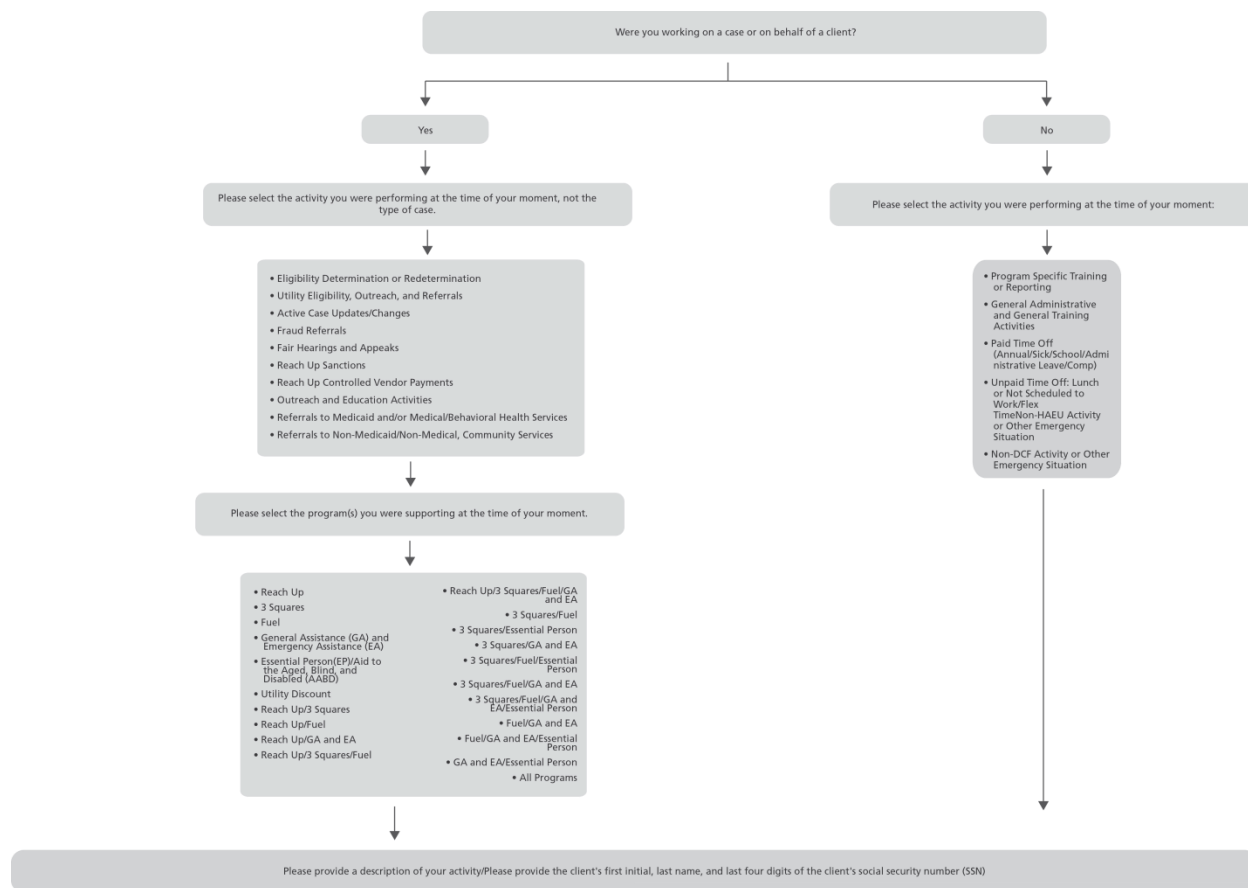 Were you working on a case or on behalf of a client?
Yes
No
Please select the activity you were performing at the time of your moment, not the
type of case.
Please select the activity you were performing at the time of your moment:
• Eligibility Determination or Redetermination
• Utility Eligibility, Outreach, and Referrals
• Active Case Updates/Changes
• Fraud Referrals
• Fair Hearings and Appeaks
• Reach Up Sanctions
• Reach Up Controlled Vendor Payments
• Outreach and Education Activities
• Referrals to Medicaid and/or Medical/Behavioral Health Services
• Referrals to Non-Medicaid/Non-Medical, Community Services
• Program Specific Training
or Reporting
• General Administrative
and General Training
Activities
• Paid Time Off
(Annual/Sick/School/Admi
nistrative Leave/Comp)
• Unpaid Time Off: Lunch
or Not Scheduled to
Work/Flex
TimeNon-HAEU Activity
or Other Emergency
Situation
• Non-DCF Activity or Other
Emergency Situation
Please select the program(s) you were supporting at the time of your moment.
• Reach Up
• 3 Squares
• Fuel
• General Assistance (GA) and
Emergency Assistance (EA)
• Essential Person(EP)/Aid to
the Aged, Blind, and
Disabled (AABD)
• Utility Discount
• Reach Up/3 Squares
• Reach Up/Fuel
• Reach Up/GA and EA
• Reach Up/3 Squares/Fuel
• Reach Up/3 Squares/Fuel/GA
and EA
• 3 Squares/Fuel
• 3 Squares/Essential Person
• 3 Squares/GA and EA
• 3 Squares/Fuel/Essential
Person
• 3 Squares/Fuel/GA and EA
• 3 Squares/Fuel/GA and
EA/Essential Person
• Fuel/GA and EA
• Fuel/GA and EA/Essential
Person
• GA and EA/Essential Person
• All Programs
Please provide a description of your activity/Please provide the client's first initial, last name, and last four digits of the client's social security number (SSN)